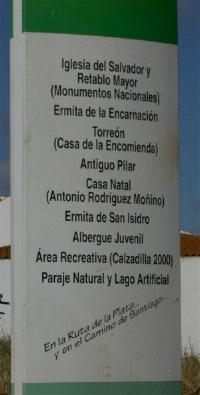 Iglesia del Salvador y
Retablo Mayor
(Monumentos Nacionales)
Ermita de la Encarnación
Torreón
(Casa de la Encomienda)
Antiguo Pilar
Casa Natal
(Antonio Rodríguez Moñino)
Ermita de San Isidro
Albergue Juvenil
Área Recreativa (Calzadilla 2000)
Paraje Natural y Lago Artificial
En la Ruta de la Plata...
y en el Camino de Santiago...